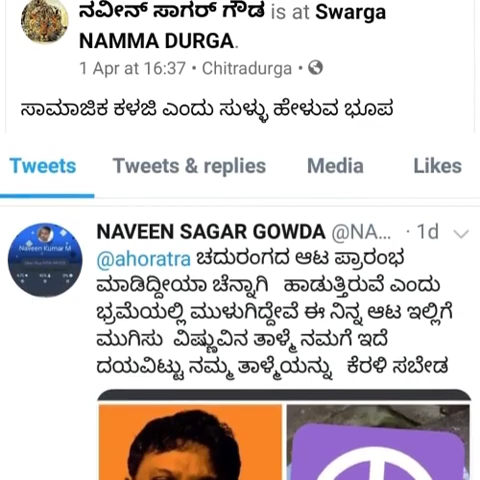 ನವೀನ್ ಸಾಗರ್ ಗೌಡ is at Swarga
NAMMA DURGA.
1 Apr at 16:37 · Chitradurga ·
ಸಾಮಾಜಿಕ ಕಳಜಿ ಎಂದು ಸುಳ್ಳು ಹೇಳುವ ಭೂಪ
Tweets Tweets & replies Media Likes
NAVEEN SAGAR GOWDA @NA... · 1d
@ahoratra ಚದುರಂಗದ ಆಟ ಪ್ರಾರಂಭ
ಮಾಡಿದ್ದೀಯಾ ಚೆನ್ನಾಗಿ ಹಾಡುತ್ತಿರುವೆ ಎಂದು
ಭ್ರಮೆಯಲ್ಲಿ ಮುಳುಗಿದ್ದೇವೆ ಈ ನಿನ್ನ ಆಟ ಇಲ್ಲಿಗೆ
ಮುಗಿಸು ವಿಷ್ಣುವಿನ ತಾಳ್ಮೆ ನಮಗೆ ಇದೆ
ದಯವಿಟ್ಟು ನಮ್ಮ ತಾಳ್ಮೆಯನ್ನು ಕೆರಳಿ ಸಬೇಡ
Naveen Kumar M